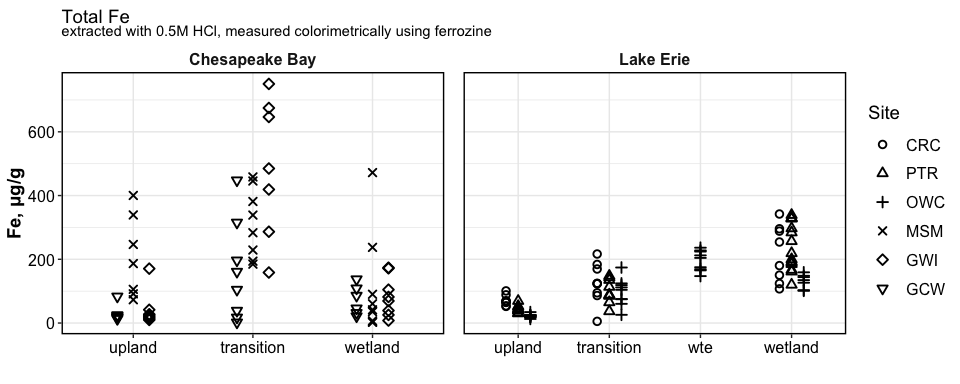 Total Fe
extracted with 0.5M HCl, measured colorimetrically using ferrozine
Chesapeake Bay
Lake Erie
Fe, µg/g
600
400
200
0
upland
transition
wetland
upland
transition
wte
wetland
Site
CRC
PTR
OWC
MSM
GWI
GCW